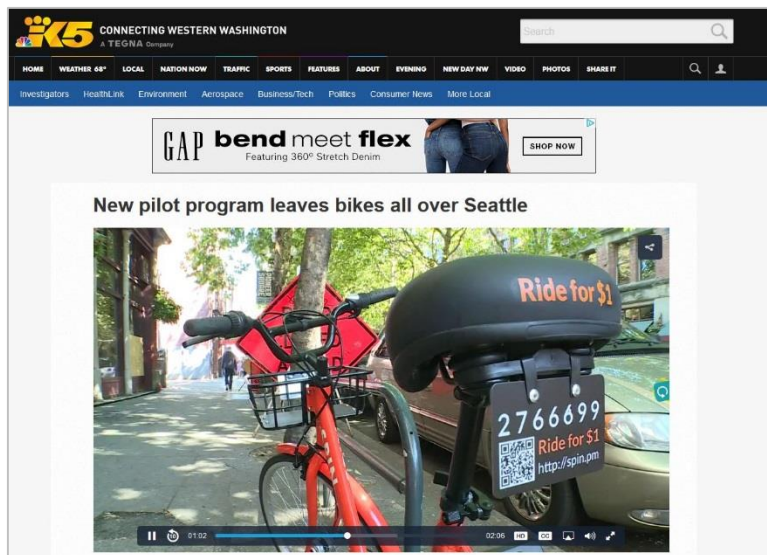 K5 CONNECTING WESTERN WASHINGTON
A TEGNA Company
Search
HOME WEATHER 68° LOCAL NATION NOW TRAFFIC SPORTS FEATURES ABOUT EVENING NEW DAY NW VIDEO PHOTOS SHARE IT
Investigators HealthLink Environment Aerospace Business/Tech Politics Consumer News More Local
GAP bend meet flex
Featuring 360° Stretch Denim
SHOP NOW
New pilot program leaves bikes all over Seattle
Ride for $1
2766699
Ride for $1
http://spin.pm
10 01:02 02:06 HD CC